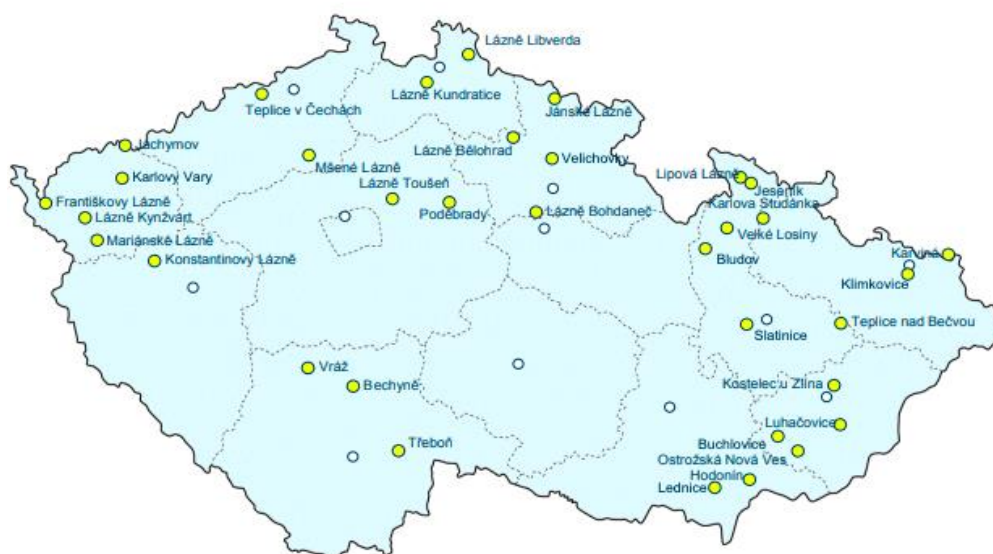 Lázně Libverda
Lázně Kundratice
Teplice v Čechách
Jánské Lázně
Jáchymov
Lázně Bělohrad
Mšené Lázně
Velichovky
Karlovy Vary
Lázně Toušeň
Lipová Lázně
Jeseník
Františkovy Lázně
Poděbrady
Lázně Bohdaneč
Karlova Studánka
Lázně Kynžvart
Velké Losiny
Mariánské Lázně
Bludov
Karviná
Konstantinovy Lázně
Klimkovice
Slatinice
Teplice nad Bečvou
Vráž
Bechyně
Kostelec u Zlína
Luhačovice
Třeboň
Buchlovice
Ostrožská Nová Ves
Hodonín
Lednice